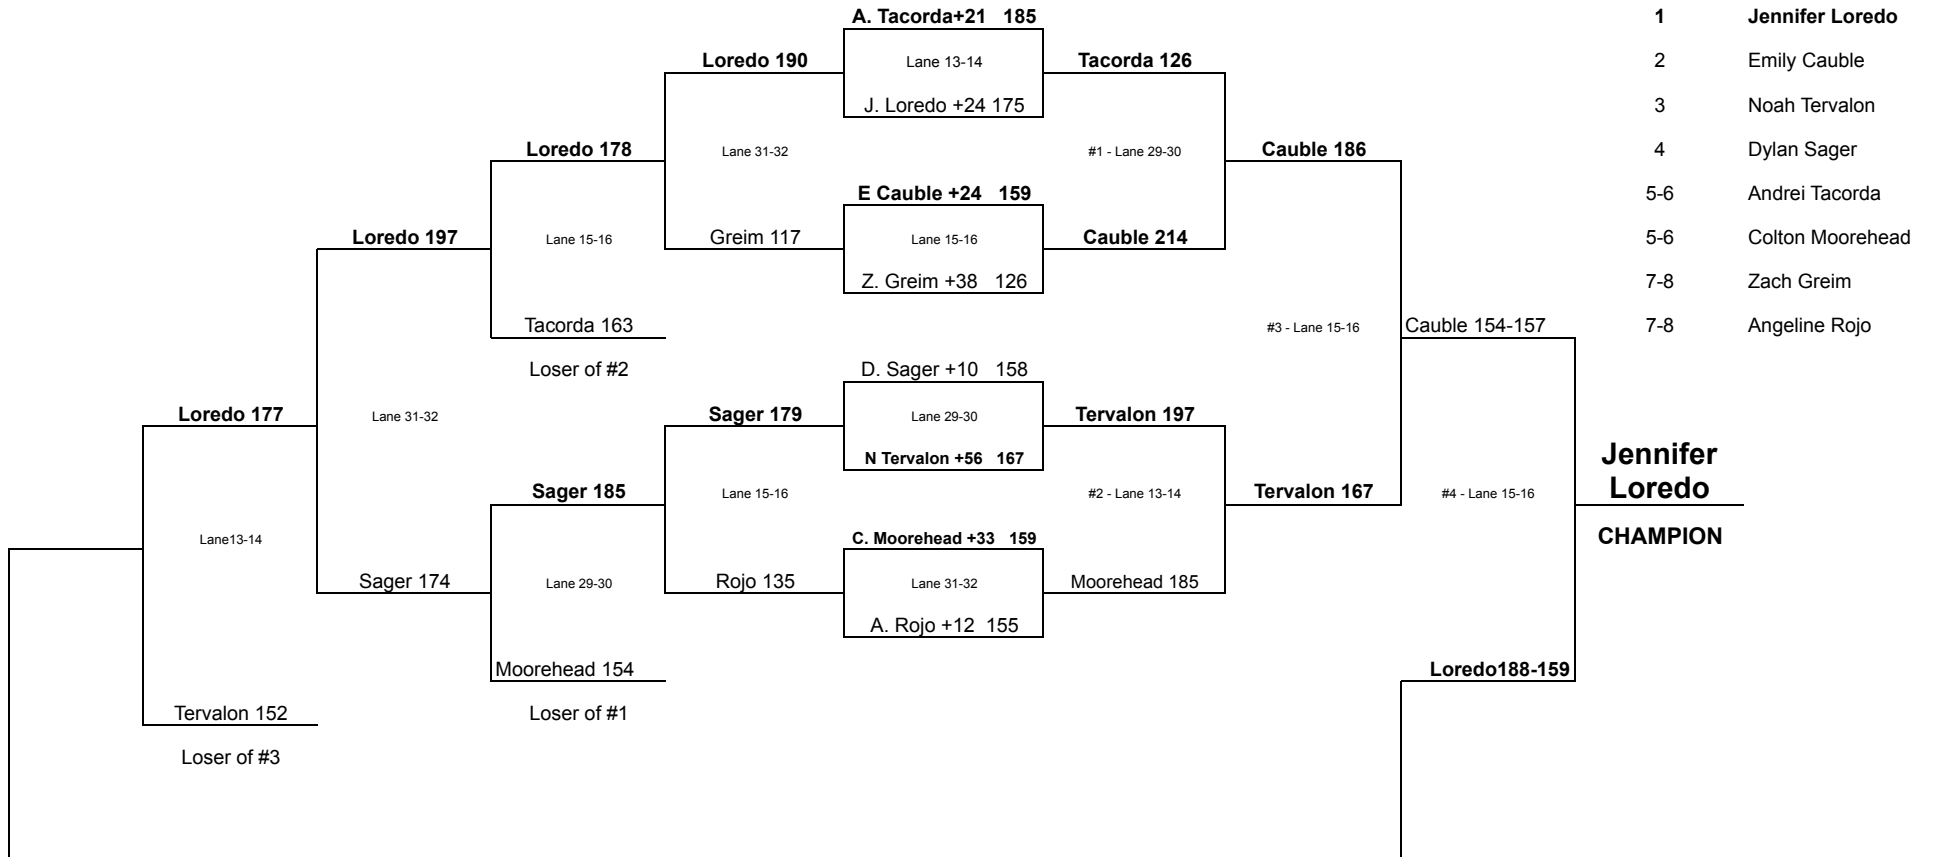 A. Tacorda+21 185
1 Jennifer Loredo
Loredo 190 Lane 13-14 Tacorda 126
2 Emily Cauble
J. Loredo +24 175
3 Noah Tervalon
Loredo 178 Lane 31-32 #1 - Lane 29-30 Cauble 186
4 Dylan Sager
E Cauble +24 159
5-6 Andrei Tacorda
Loredo 197 Lane 15-16 Greim 117 Lane 15-16 Cauble 214
5-6 Colton Moorehead
Z. Greim +38 126
7-8 Zach Greim
Tacorda 163 #3 - Lane 15-16 Cauble 154-157
7-8 Angeline Rojo
Loser of #2 D. Sager +10 158
Loredo 177 Lane 31-32 Sager 179 Lane 29-30 Tervalon 197
N Tervalon +56 167
Jennifer
Loredo
Sager 185 Lane 15-16 #2 - Lane 13-14 Tervalon 167 #4 - Lane 15-16
CHAMPION
Lane13-14 C. Moorehead +33 159
Sager 174 Lane 29-30 Rojo 135 Lane 31-32 Moorehead 185
A. Rojo +12 155
Moorehead 154 Loredo188-159
Tervalon 152 Loser of #1
Loser of #3